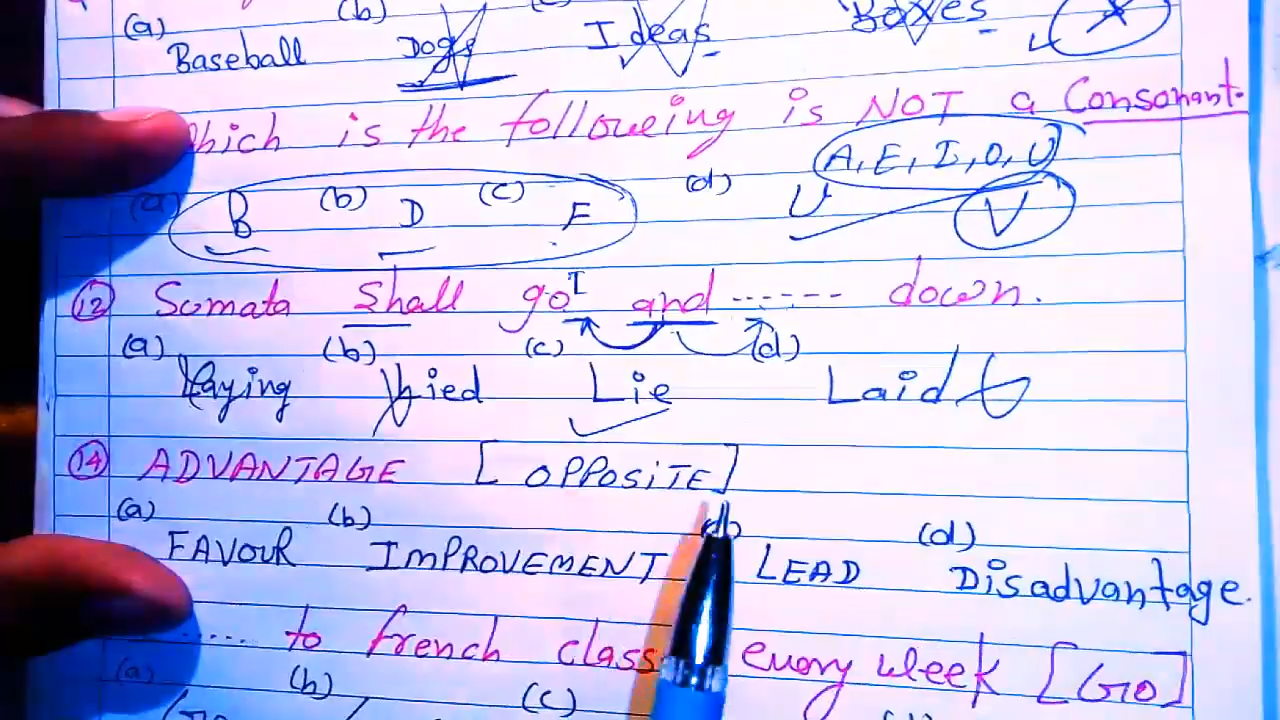 (a) (b)
Baseball Dogs Ideas Boxes
which is the following is NOT a Consonant.
A, E, I, O, U
(a) B (b) D (c) F (d) U V
(12) Somata shall go and ...... down.
I
(a) (b) (c) (d)
Laying Lied Lie Laid
(14) ADVANTAGE [OPPOSITE]
(a) (b) (d)
FAVOUR IMPROVEMENT LEAD Disadvantage.
...... to french class every week [GO]
(a) (b) (c)